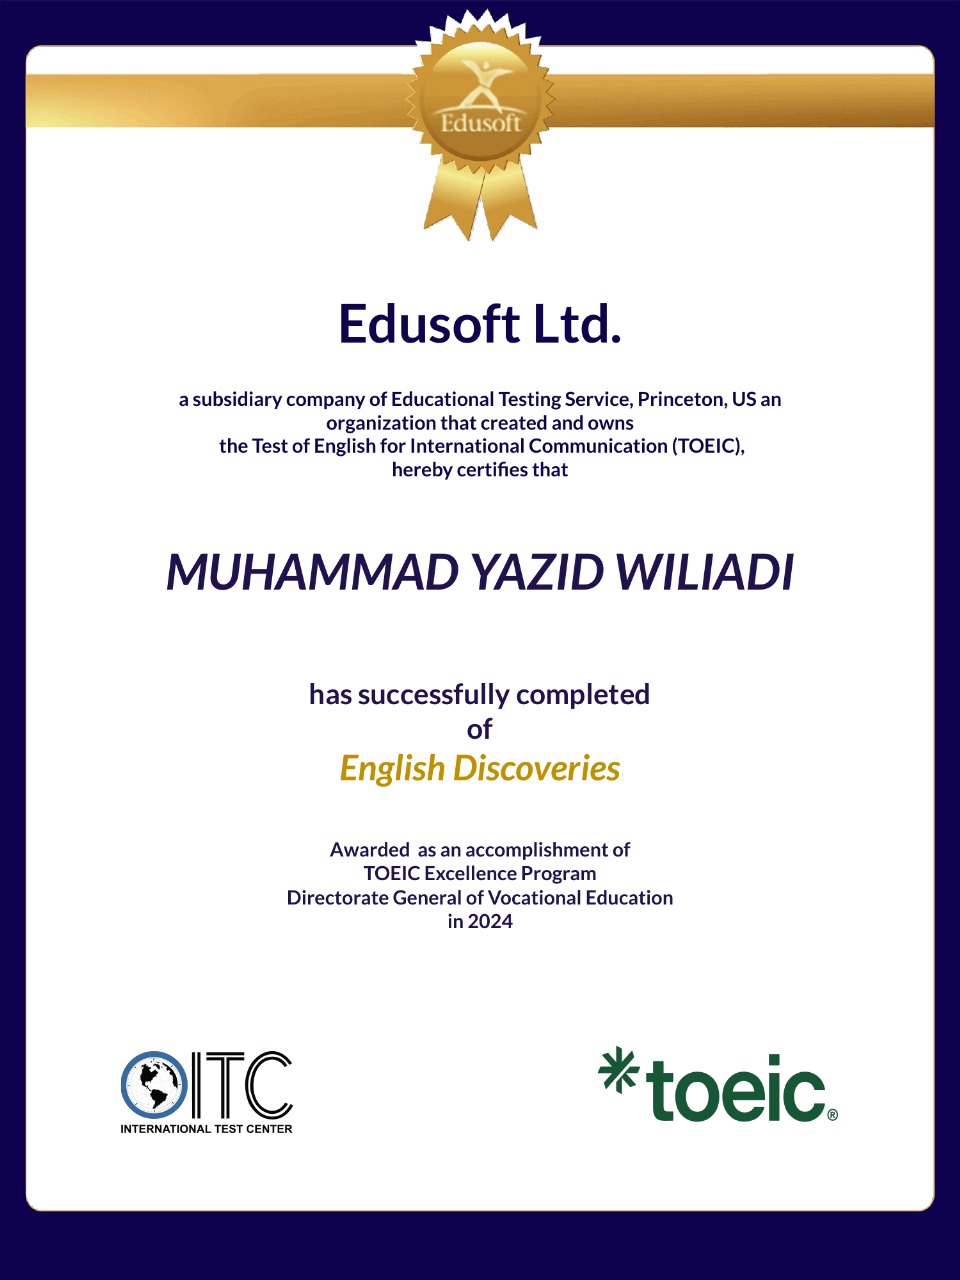 Edusoft
Edusoft Ltd.
a subsidiary company of Educational Testing Service, Princeton, US an
organization that created and owns
the Test of English for International Communication (TOEIC),
hereby certifies that
MUHAMMAD YAZID WILIADI
has successfully completed
of
English Discoveries
Awarded  as an accomplishment of
TOEIC Excellence Program
Directorate General of Vocational Education
in 2024
ITC
INTERNATIONAL TEST CENTER
toeic®